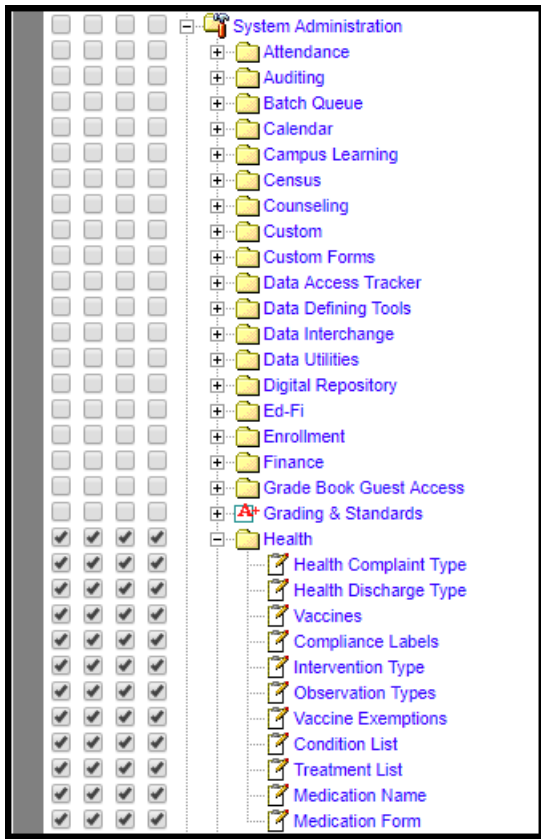 System Administration
Attendance
Auditing
Batch Queue
Calendar
Campus Learning
Census
Counseling
Custom
Custom Forms
Data Access Tracker
Data Defining Tools
Data Interchange
Data Utilities
Digital Repository
Ed-Fi
Enrollment
Finance
Grade Book Guest Access
A+ Grading & Standards
Health
Health Complaint Type
Health Discharge Type
Vaccines
Compliance Labels
Intervention Type
Observation Types
Vaccine Exemptions
Condition List
Treatment List
Medication Name
Medication Form